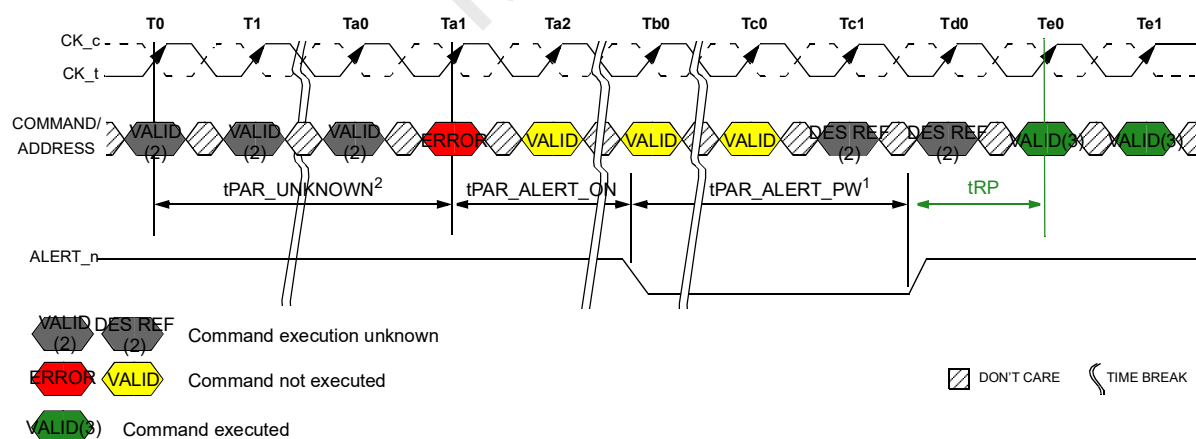 T0 T1 Ta0 Ta1 Ta2 Tb0 Tc0 Tc1 Td0 Te0 Te1
CK_c
CK_t
COMMAND/
ADDRESS
VALID (2) VALID (2) VALID (2) ERROR VALID VALID VALID DES REF (2) DES REF (2) VALID(3) VALID(3)
tPAR_UNKNOWN² tPAR_ALERT_ON tPAR_ALERT_PW¹ tRP
ALERT_n
VALID (2) DES REF (2) Command execution unknown
ERROR VALID Command not executed
DON'T CARE TIME BREAK
VALID(3) Command executed